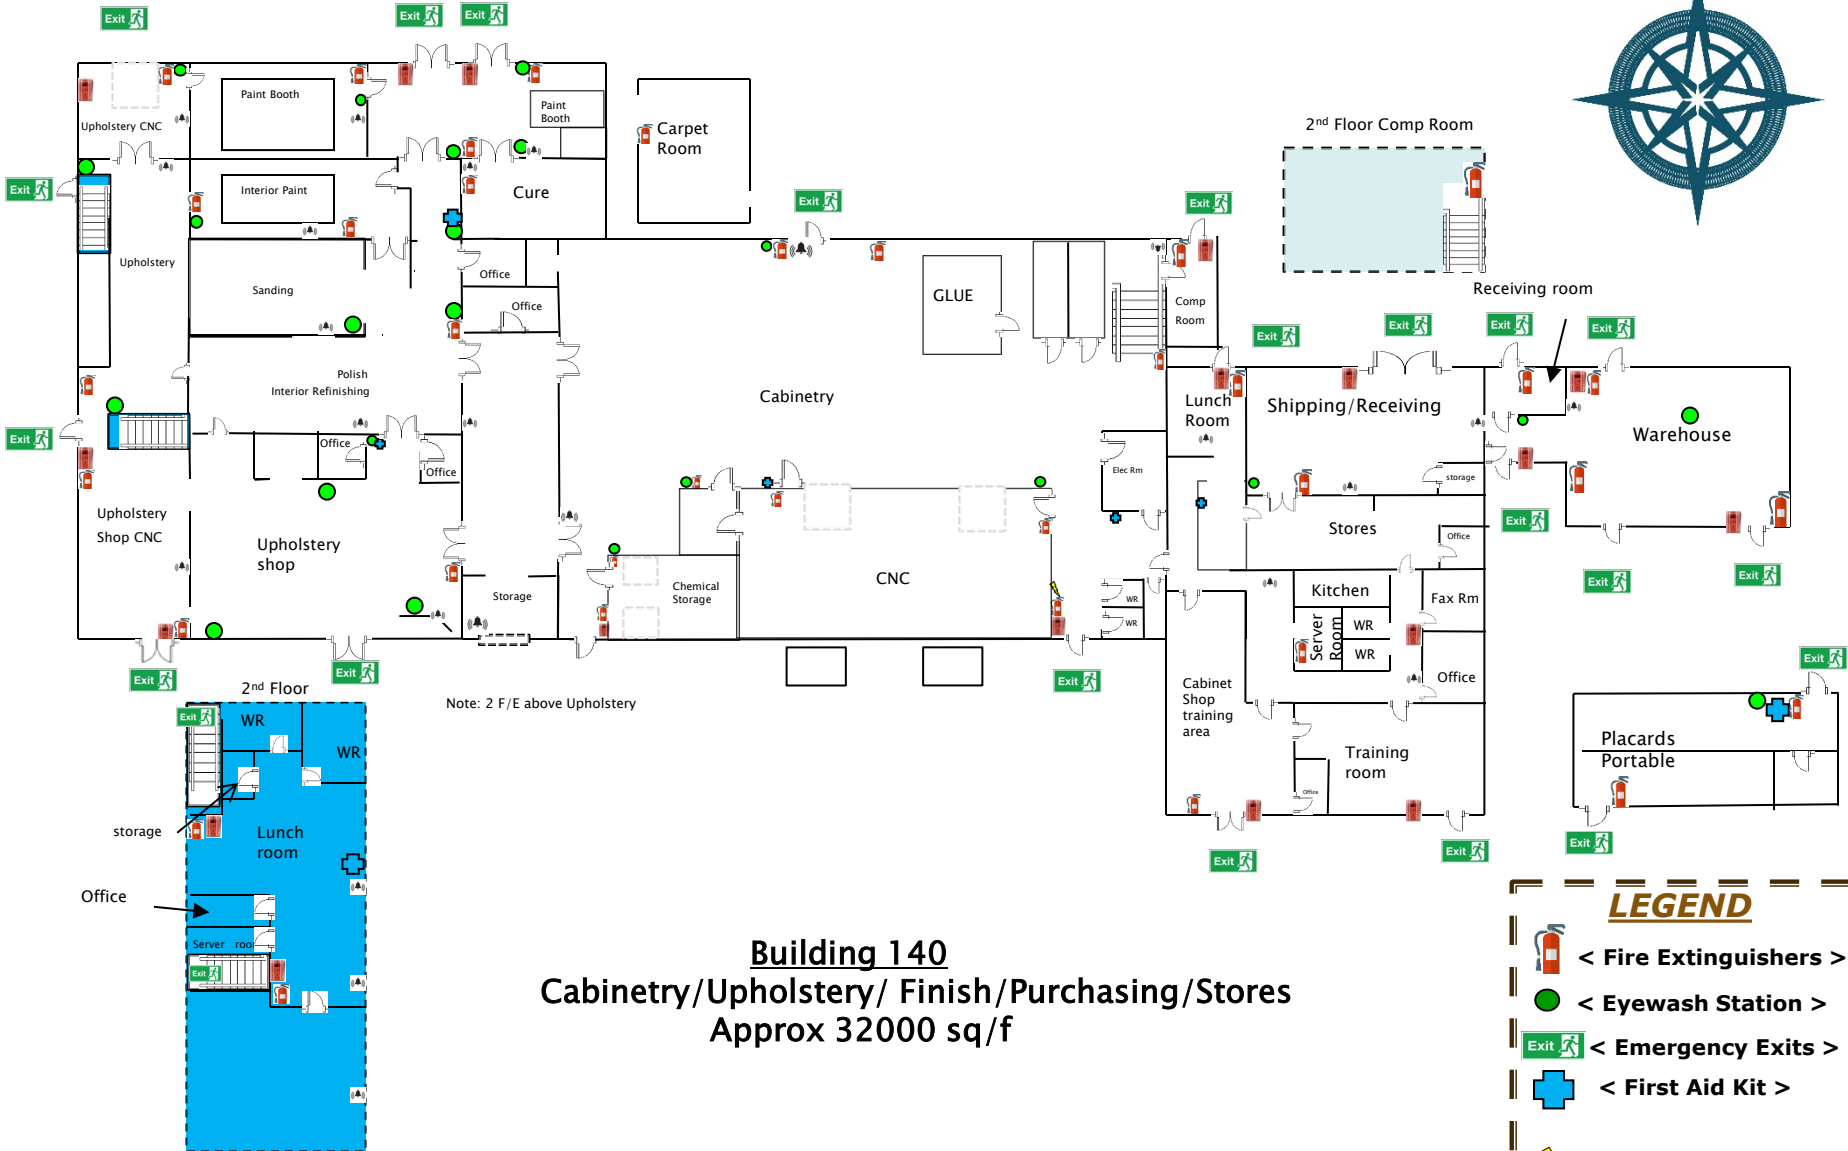 Exit
Exit
Exit
Paint Booth
Paint
Booth
Upholstery CNC
Carpet
Room
2nd Floor Comp Room
Exit
Interior Paint
Cure
Exit
Exit
Upholstery
Office
Sanding
Office
GLUE
Comp
Room
Receiving room
Exit
Exit
Exit
Exit
Polish
Interior Refinishing
Cabinetry
Lunch
Room
Shipping/Receiving
Warehouse
Exit
Office
Office
Elec Rm
storage
Upholstery
Shop CNC
Upholstery
shop
Stores
Exit
Office
CNC
Chemical
Storage
Storage
Kitchen
Fax Rm
Exit
Exit
WR
WR
Server
Room
WR
WR
Exit
Exit
Exit
Office
Exit
2nd Floor
Note: 2 F/E above Upholstery
Cabinet
Shop
training
area
Exit
WR
WR
Training
room
Office
Placards
Portable
storage
Lunch
room
Exit
Exit
Exit
Office
Server roo
Exit
Building 140
Cabinetry/Upholstery/ Finish/Purchasing/Stores
Approx 32000 sq/f
LEGEND
< Fire Extinguishers >
< Eyewash Station >
Exit < Emergency Exits >
< First Aid Kit >